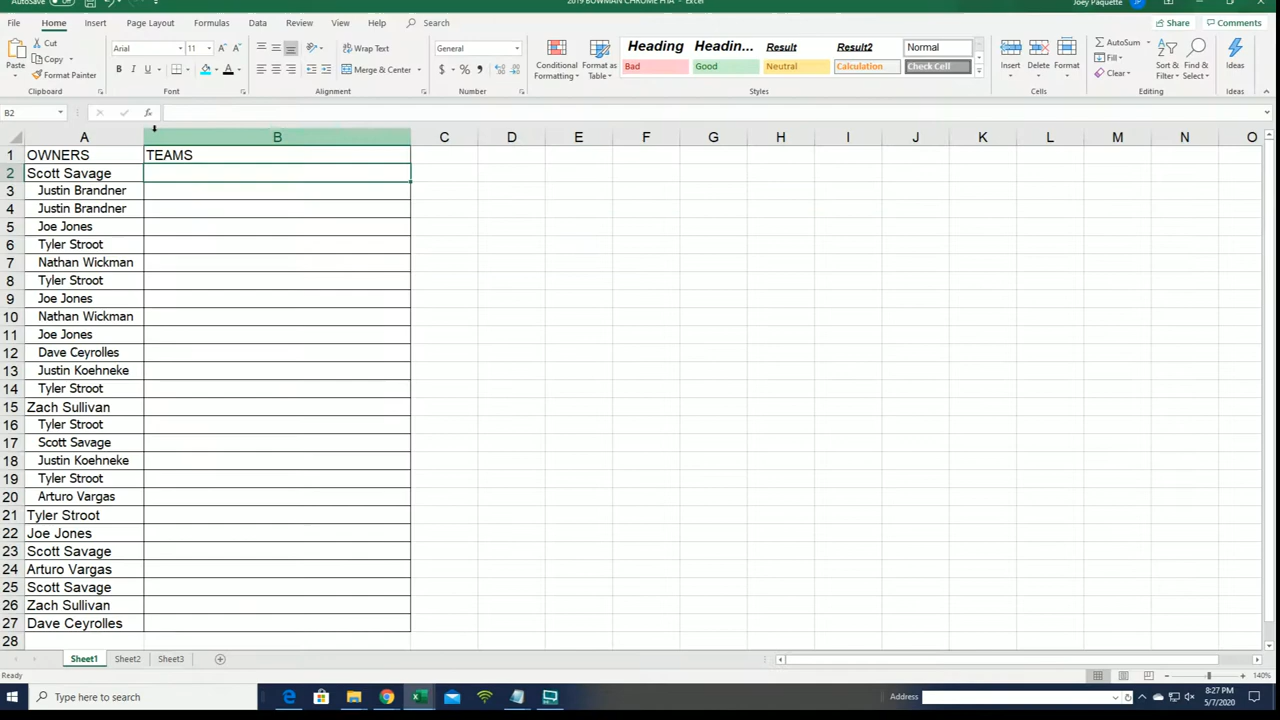 AutoSave Off
2019 BOWMAN CHROME HTA - Excel
Joey Paquette JP
File Home Insert Page Layout Formulas Data Review View Help Search
Share Comments
Paste Cut Copy Format Painter
Arial 11
B I U
Wrap Text
Merge & Center
General
$ % ,
Conditional Formatting
Format as Table
Heading Headin... Result Result2 Normal
Bad Good Neutral Calculation Check Cell
Insert Delete Format
AutoSum
Fill
Clear
Sort & Filter
Find & Select
Ideas
Clipboard Font Alignment Number Styles Cells Editing Ideas
B2 fx
A B C D E F G H I J K L M N O
1 OWNERS TEAMS
2 Scott Savage
3 Justin Brandner
4 Justin Brandner
5 Joe Jones
6 Tyler Stroot
7 Nathan Wickman
8 Tyler Stroot
9 Joe Jones
10 Nathan Wickman
11 Joe Jones
12 Dave Ceyrolles
13 Justin Koehneke
14 Tyler Stroot
15 Zach Sullivan
16 Tyler Stroot
17 Scott Savage
18 Justin Koehneke
19 Tyler Stroot
20 Arturo Vargas
21 Tyler Stroot
22 Joe Jones
23 Scott Savage
24 Arturo Vargas
25 Scott Savage
26 Zach Sullivan
27 Dave Ceyrolles
28
Sheet1 Sheet2 Sheet3
Ready
140%
Type here to search
Address
8:27 PM
5/7/2020